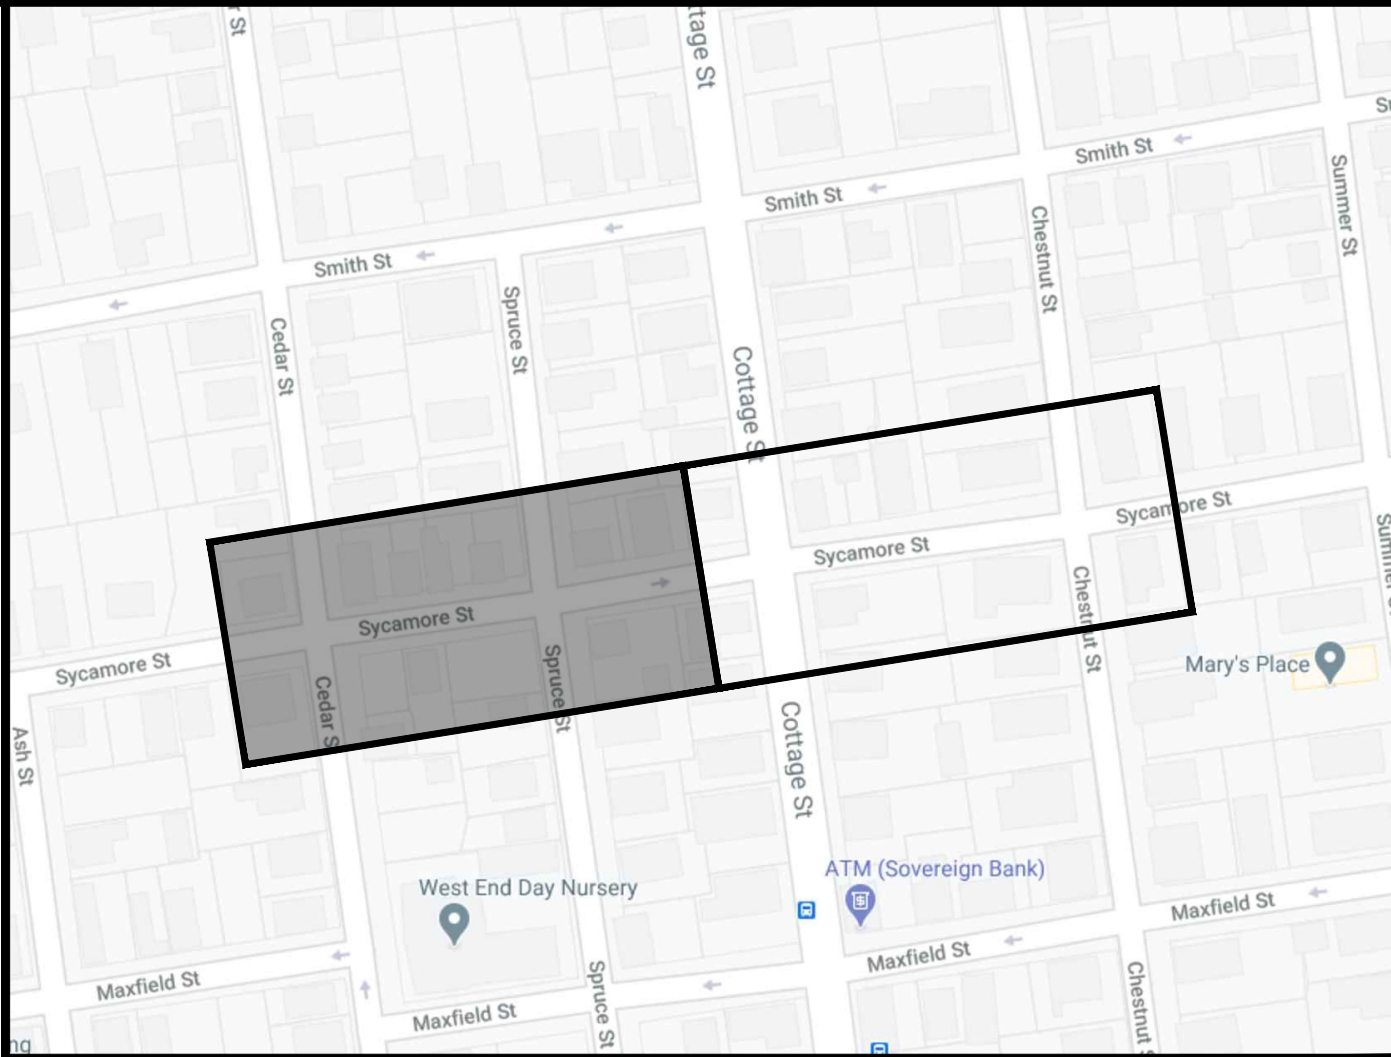 ttage St
Smith St
Smith St
Smith St
Summer St
Chestnut St
Spruce St
Cedar St
Cottage St
Sycamore St
Sycamore St
Sycamore St
Sycamore St
Chestnut St
Spruce St
Cedar S
Mary's Place
Ash St
Cottage St
ATM (Sovereign Bank)
West End Day Nursery
Maxfield St
Maxfield St
Maxfield St
Maxfield St
Spruce St
Chestnut S
ng